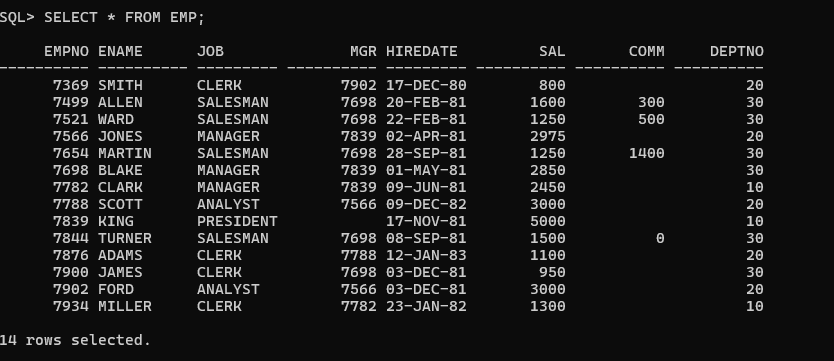 SQL> SELECT * FROM EMP;
     EMPNO ENAME      JOB              MGR HIREDATE         SAL       COMM     DEPTNO
---------- ---------- --------- ---------- --------- ---------- ---------- ----------
      7369 SMITH      CLERK           7902 17-DEC-80        800                    20
      7499 ALLEN      SALESMAN        7698 20-FEB-81       1600        300         30
      7521 WARD       SALESMAN        7698 22-FEB-81       1250        500         30
      7566 JONES      MANAGER         7839 02-APR-81       2975                    20
      7654 MARTIN     SALESMAN        7698 28-SEP-81       1250       1400         30
      7698 BLAKE      MANAGER         7839 01-MAY-81       2850                    30
      7782 CLARK      MANAGER         7839 09-JUN-81       2450                    10
      7788 SCOTT      ANALYST         7566 09-DEC-82       3000                    20
      7839 KING       PRESIDENT            17-NOV-81       5000                    10
      7844 TURNER     SALESMAN        7698 08-SEP-81       1500          0         30
      7876 ADAMS      CLERK           7788 12-JAN-83       1100                    20
      7900 JAMES      CLERK           7698 03-DEC-81        950                    30
      7902 FORD       ANALYST         7566 03-DEC-81       3000                    20
      7934 MILLER     CLERK           7782 23-JAN-82       1300                    10
14 rows selected.